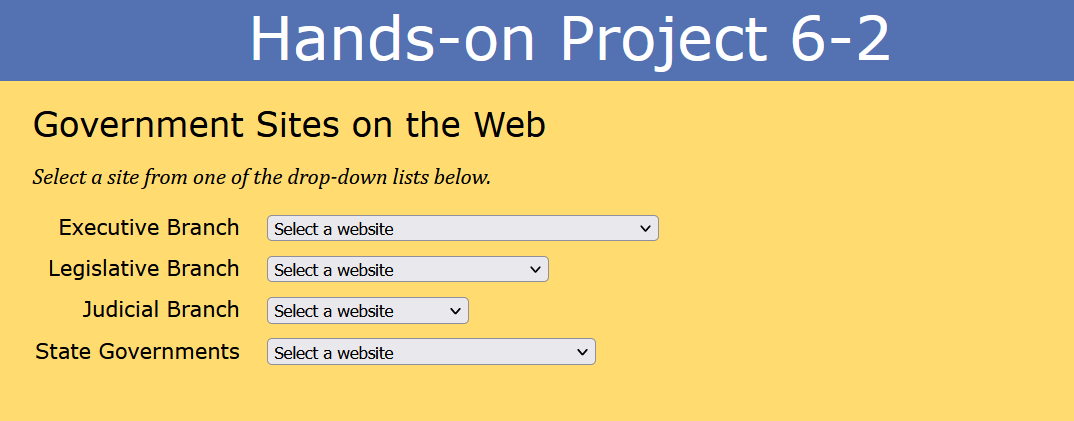 Hands-on Project 6-2
Government Sites on the Web
Select a site from one of the drop-down lists below.
Executive Branch Select a website
Legislative Branch Select a website
Judicial Branch Select a website
State Governments Select a website